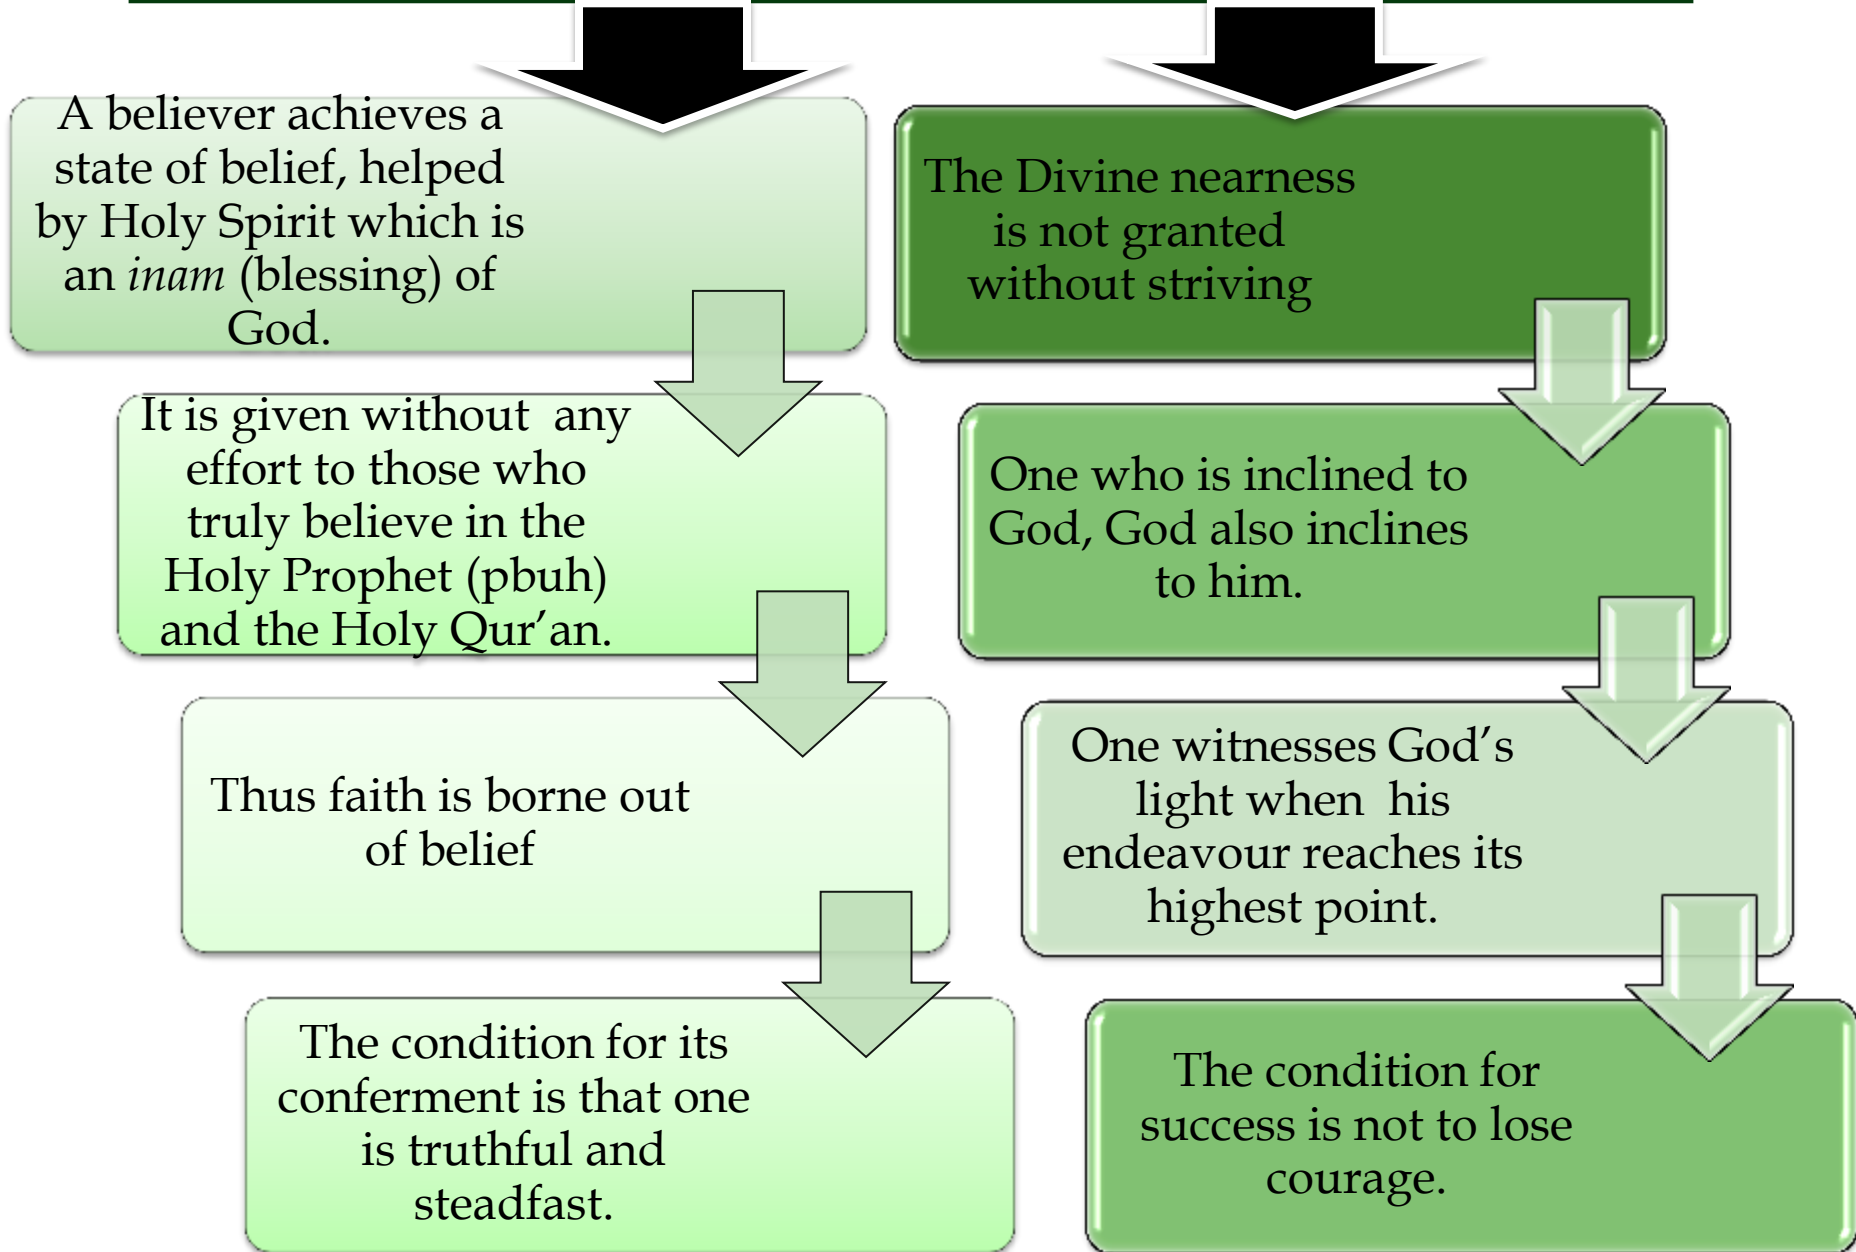 A believer achieves a
state of belief, helped
by Holy Spirit which is
an inam (blessing) of
God.
It is given without  any
effort to those who
truly believe in the
Holy Prophet (pbuh)
and the Holy Qur’an.
Thus faith is borne out
of belief
The condition for its
conferment is that one
is truthful and
steadfast.
The Divine nearness
is not granted
without striving
One who is inclined to
God, God also inclines
to him.
One witnesses God’s
light when  his
endeavour reaches its
highest point.
The condition for
success is not to lose
courage.